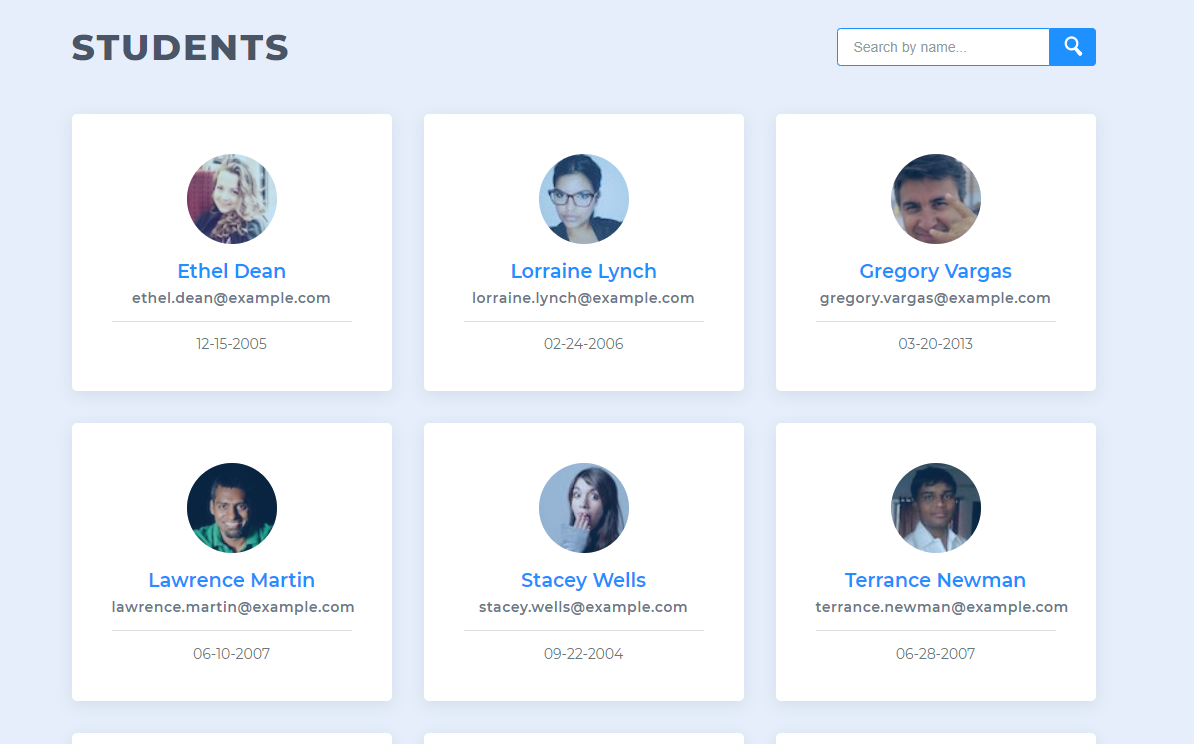 STUDENTS
Search by name...
Ethel Dean
ethel.dean@example.com
12-15-2005
Lorraine Lynch
lorraine.lynch@example.com
02-24-2006
Gregory Vargas
gregory.vargas@example.com
03-20-2013
Lawrence Martin
lawrence.martin@example.com
06-10-2007
Stacey Wells
stacey.wells@example.com
09-22-2004
Terrance Newman
terrance.newman@example.com
06-28-2007